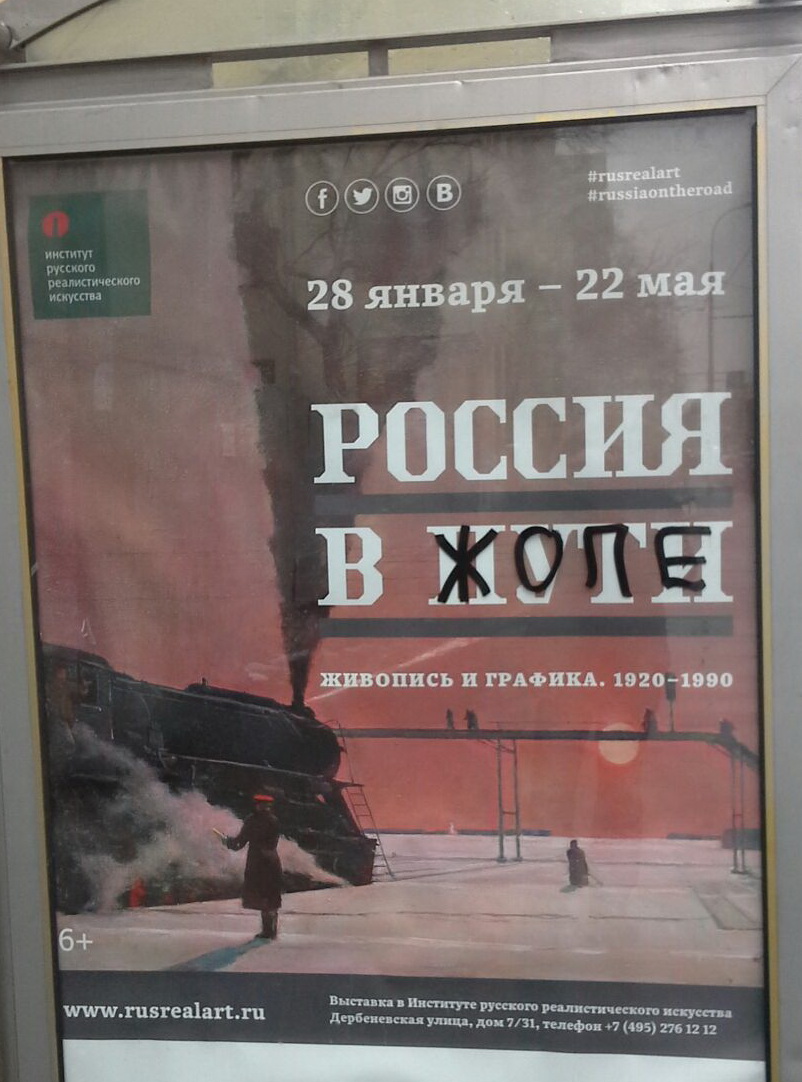 #rusrealart
#russiaontheroad
институт
русского
реалистического
искусства
28 января – 22 мая
РОССИЯ
В ЖОПЕ
ЖИВОПИСЬ И ГРАФИКА. 1920–1990
6+
www.rusrealart.ru
Выставка в Институте русского реалистического искусства
Дербеневская улица, дом 7/31, телефон +7 (495) 276 12 12